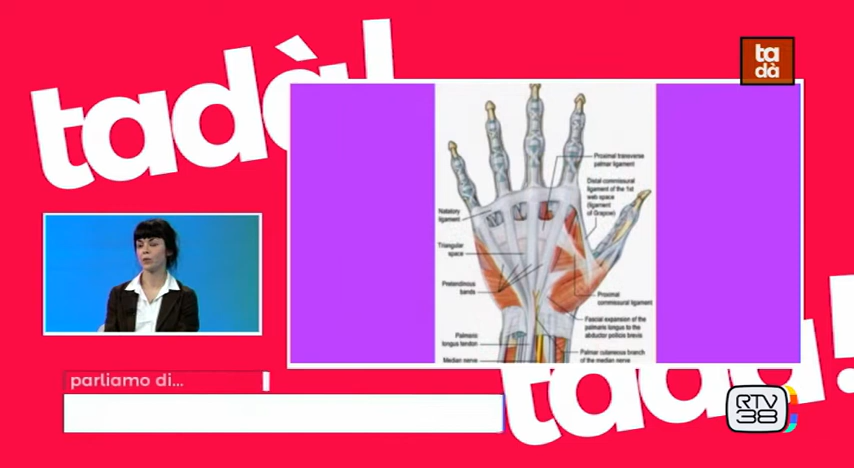 tadà!
ta
dà
Proximal transverse
palmar ligament
Distal commissural
ligament of the 1st
web space
(ligament
of Grapow)
Natatory
ligament
Triangular
space
Pretendinous
bands
Proximal
commissural ligament
Fascial expansion of the
palmaris longus to the
abductor pollicis brevis
Palmaris
longus tendon
Palmar cutaneous branch
of the median nerve
Median nerve
parliamo di...
tadà!
RTV
38